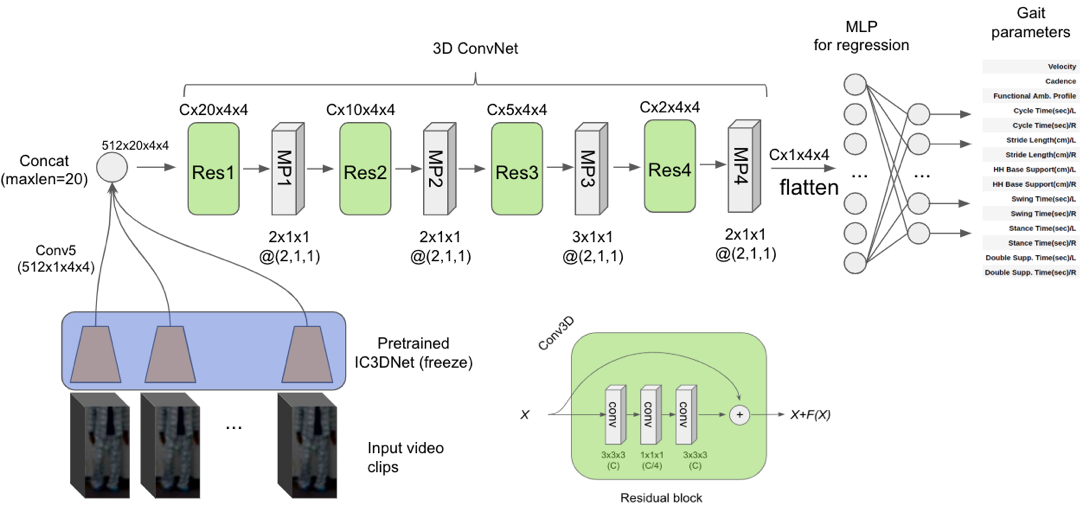 3D ConvNet
MLP
for regression
Gait
parameters
Cx20x4x4
Cx10x4x4
Cx5x4x4
Cx2x4x4
512x20x4x4
Concat
(maxlen=20)
Res1
MP1
Res2
MP2
Res3
MP3
Res4
MP4
Cx1x4x4
flatten
...
...
2x1x1
@(2,1,1)
2x1x1
@(2,1,1)
3x1x1
@(2,1,1)
2x1x1
@(2,1,1)
Velocity
Cadence
Functional Amb. Profile
Cycle Time(sec)/L
Cycle Time(sec)/R
Stride Length(cm)/L
Stride Length(cm)/R
HH Base Support(cm)/L
HH Base Support(cm)/R
Swing Time(sec)/L
Swing Time(sec)/R
Stance Time(sec)/L
Stance Time(sec)/R
Double Supp. Time(sec)/L
Double Supp. Time(sec)/R
Conv5
(512x1x4x4)
Pretrained
IC3DNet (freeze)
...
Input video
clips
Conv3D
X
conv
conv
conv
+
X+F(X)
3x3x3
(C)
1x1x1
(C/4)
3x3x3
(C)
Residual block